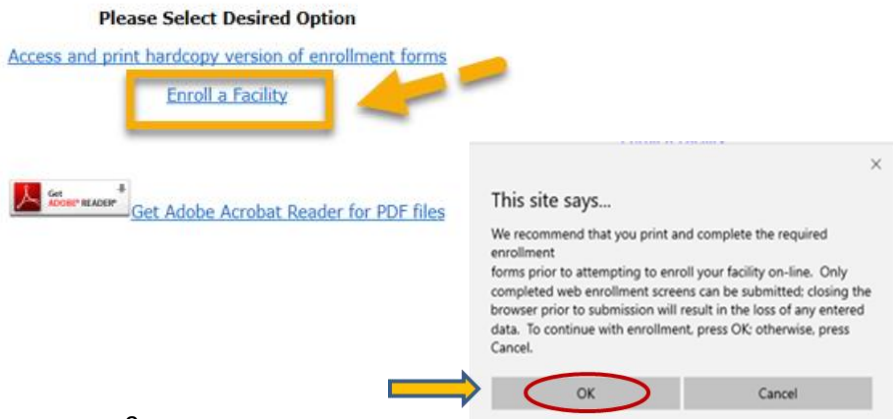 Please Select Desired Option
Access and print hardcopy version of enrollment forms
Enroll a Facility
Get
ADOBE® READER®
Get Adobe Acrobat Reader for PDF files
This site says...
We recommend that you print and complete the required
enrollment
forms prior to attempting to enroll your facility on-line. Only
completed web enrollment screens can be submitted; closing the
browser prior to submission will result in the loss of any entered
data. To continue with enrollment, press OK; otherwise, press
Cancel.
OK
Cancel